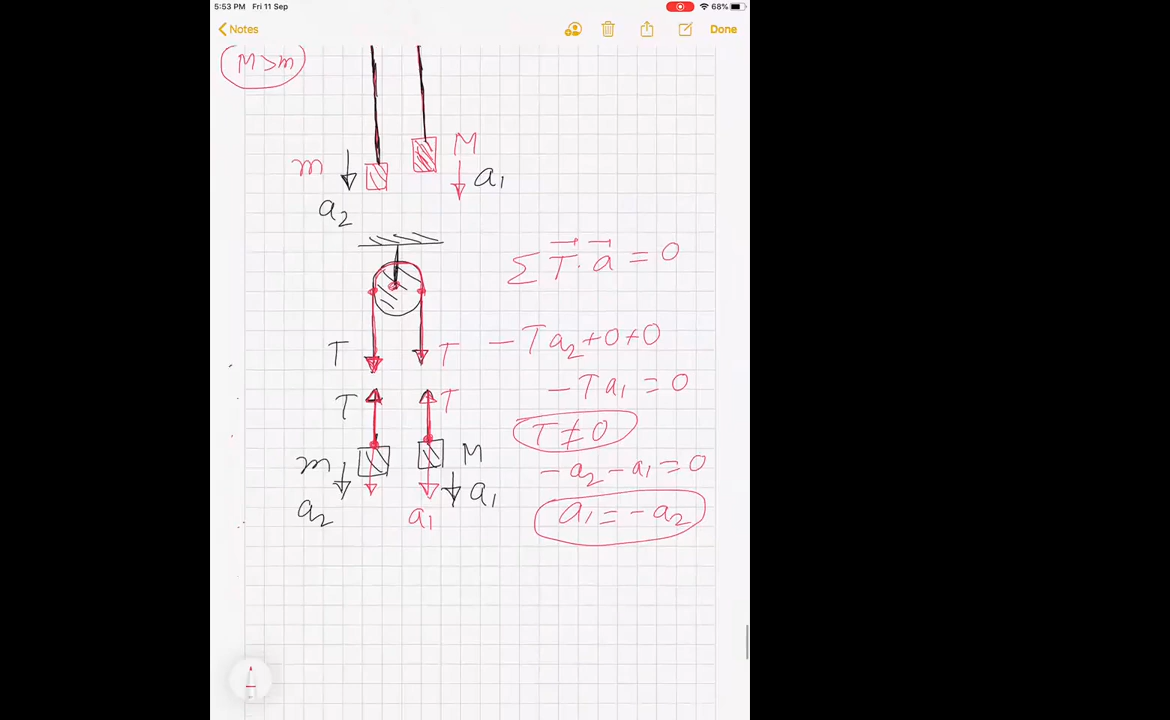 5:53 PM Fri 11 Sep
68%
Notes
Done
M>m
m
M
a2
a1
∑ T⃗·a⃗ = 0
T
T
- Ta2+0+0
- Ta1 = 0
T
T
T≠0
m
M
- a2 - a1 = 0
a2
a1
a1
a1 = - a2